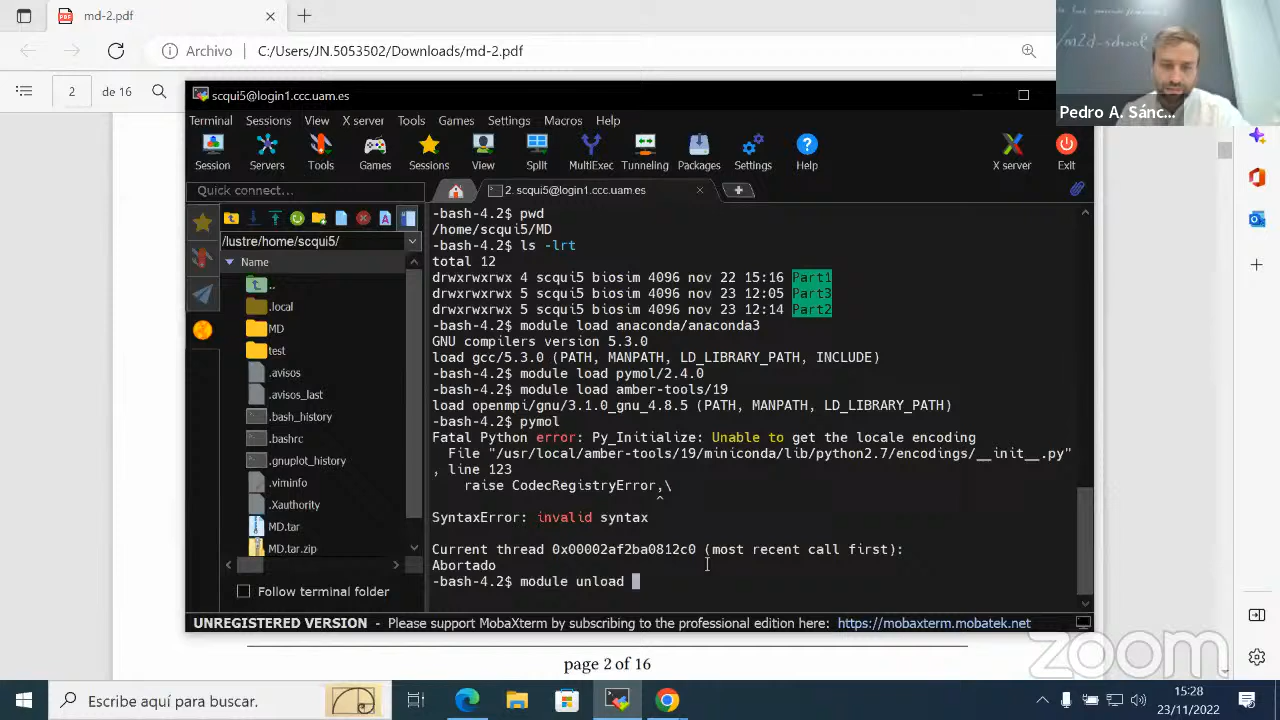 md-2.pdf
Archivo
C:/Users/JN.5053502/Downloads/md-2.pdf
2
de 16
/m2d-school
Pedro A. Sánc...
scqui5@login1.ccc.uam.es
Terminal Sessions View X server Tools Games Settings Macros Help
Session Servers Tools Games Sessions View Split MultiExec Tunneling Packages Settings Help X server Exit
Quick connect...
2. scqui5@login1.ccc.uam.es
/lustre/home/scqui5/
Name
..
.local
MD
test
.avisos
.avisos_last
.bash_history
.bashrc
.gnuplot_history
.viminfo
.Xauthority
MD.tar
MD.tar.zip
Follow terminal folder
-bash-4.2$ pwd
/home/scqui5/MD
-bash-4.2$ ls -lrt
total 12
drwxrwxrwx 4 scqui5 biosim 4096 nov 22 15:16 Part1
drwxrwxrwx 5 scqui5 biosim 4096 nov 23 12:05 Part3
drwxrwxrwx 5 scqui5 biosim 4096 nov 23 12:14 Part2
-bash-4.2$ module load anaconda/anaconda3
GNU compilers version 5.3.0
load gcc/5.3.0 (PATH, MANPATH, LD_LIBRARY_PATH, INCLUDE)
-bash-4.2$ module load pymol/2.4.0
-bash-4.2$ module load amber-tools/19
load openmpi/gnu/3.1.0_gnu_4.8.5 (PATH, MANPATH, LD_LIBRARY_PATH)
-bash-4.2$ pymol
Fatal Python error: Py_Initialize: Unable to get the locale encoding
File "/usr/local/amber-tools/19/miniconda/lib/python2.7/encodings/__init__.py"
, line 123
raise CodecRegistryError,\
^
SyntaxError: invalid syntax
Current thread 0x00002af2ba0812c0 (most recent call first):
Abortado
-bash-4.2$ module unload
UNREGISTERED VERSION - Please support MobaXterm by subscribing to the professional edition here: https://mobaxterm.mobatek.net
page 2 of 16
zoom
Escribe aquí para buscar.
15:28
23/11/2022